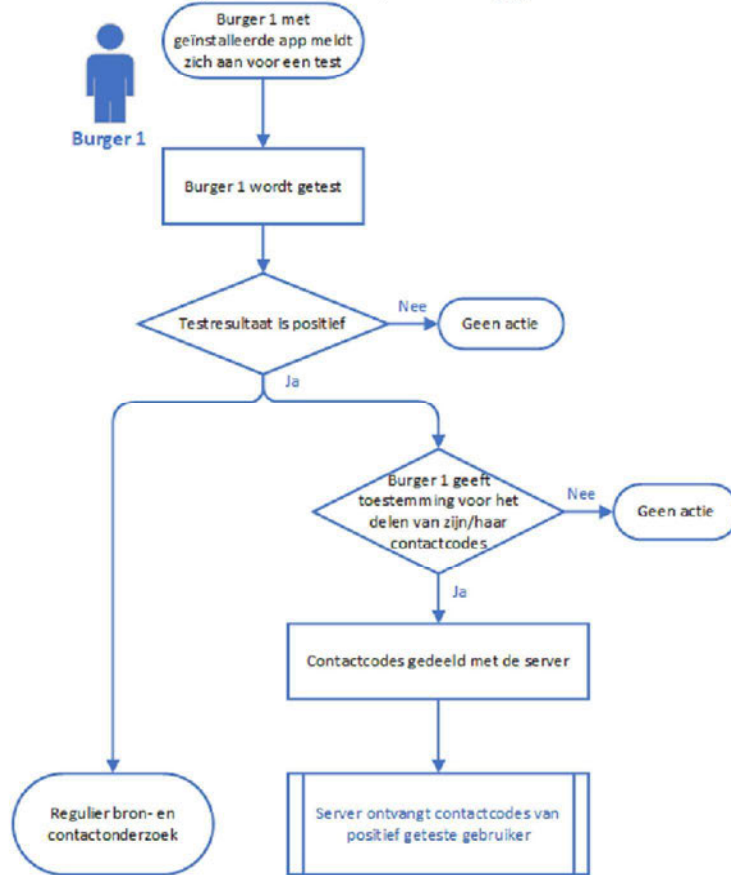 Burger 1 met
geïnstalleerde app meldt
zich aan voor een test
Burger 1
Burger 1 wordt getest
Testresultaat is positief
Nee
Geen actie
Ja
Burger 1 geeft
toestemming voor het
delen van zijn/haar
contactcodes
Nee
Geen actie
Ja
Contactcodes gedeeld met de server
Regulier bron- en
contactonderzoek
Server ontvangt contactcodes van
positief geteste gebruiker